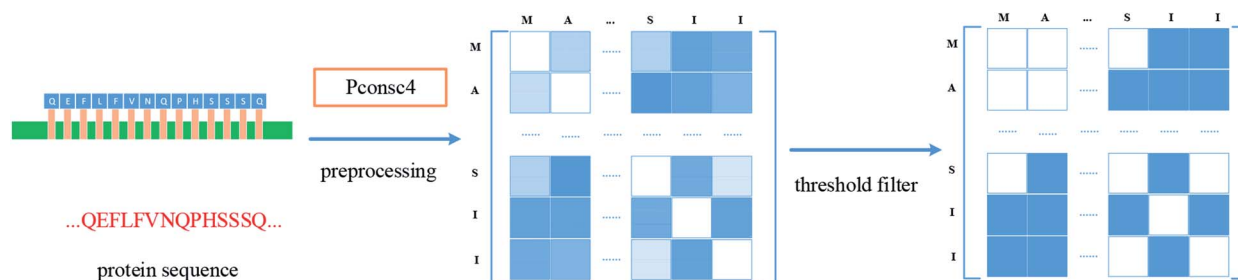 Q E F L F V N Q P H S S S Q
...QEFLFVNQPHSSSQ...
protein sequence
Pconsc4
preprocessing
M A ... S I I
M ......
A ......
...... ...... ...... ...... ...... ......
S ......
I ......
I ......
threshold filter
M A ... S I I
M ......
A ......
...... ...... ...... ...... ...... ......
S ......
I ......
I ......